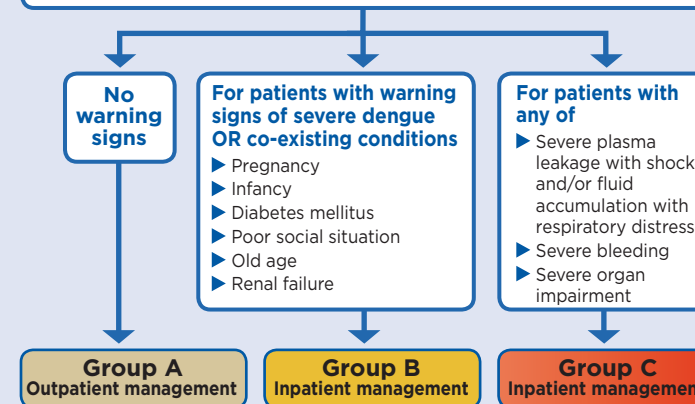 No
warning
signs
For patients with warning
signs of severe dengue
OR co-existing conditions
▶ Pregnancy
▶ Infancy
▶ Diabetes mellitus
▶ Poor social situation
▶ Old age
▶ Renal failure
For patients with
any of
▶ Severe plasma
leakage with shock
and/or fluid
accumulation with
respiratory distress
▶ Severe bleeding
▶ Severe organ
impairment
Group A
Outpatient management
Group B
Inpatient management
Group C
Inpatient managemen